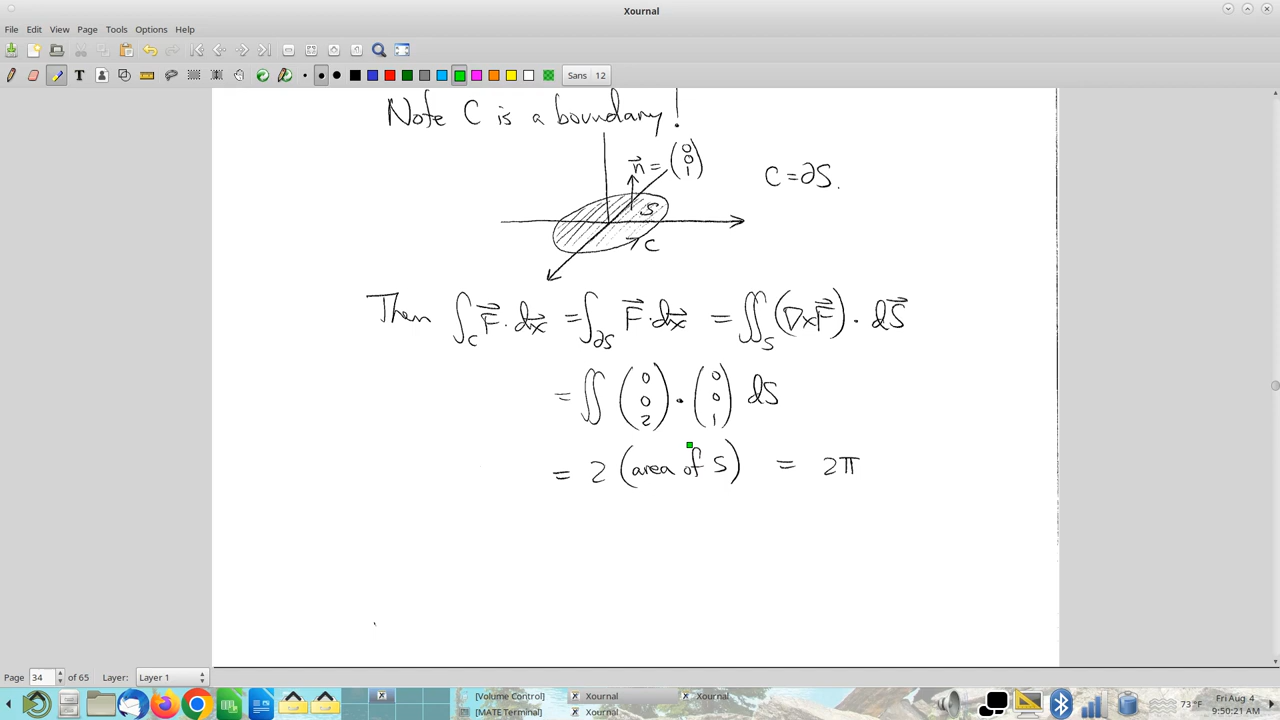 Xournal
File Edit View Page Tools Options Help
Sans 12
Note C is a boundary!
n⃗ = (0 0 1)
C = ∂S.
S
C
Then ∫_C F⃗ · dx⃗ = ∫_∂S F⃗ · dx⃗ = ∬_S (∇×F⃗) · dS⃗
= ∬ (0 0 2) · (0 0 1) dS
= 2 (area of S) = 2π
Page 34 of 65 Layer: Layer 1
[Volume Control] Xournal Xournal
[MATE Terminal] Xournal
73°F
Fri Aug 4
9:50:21 AM